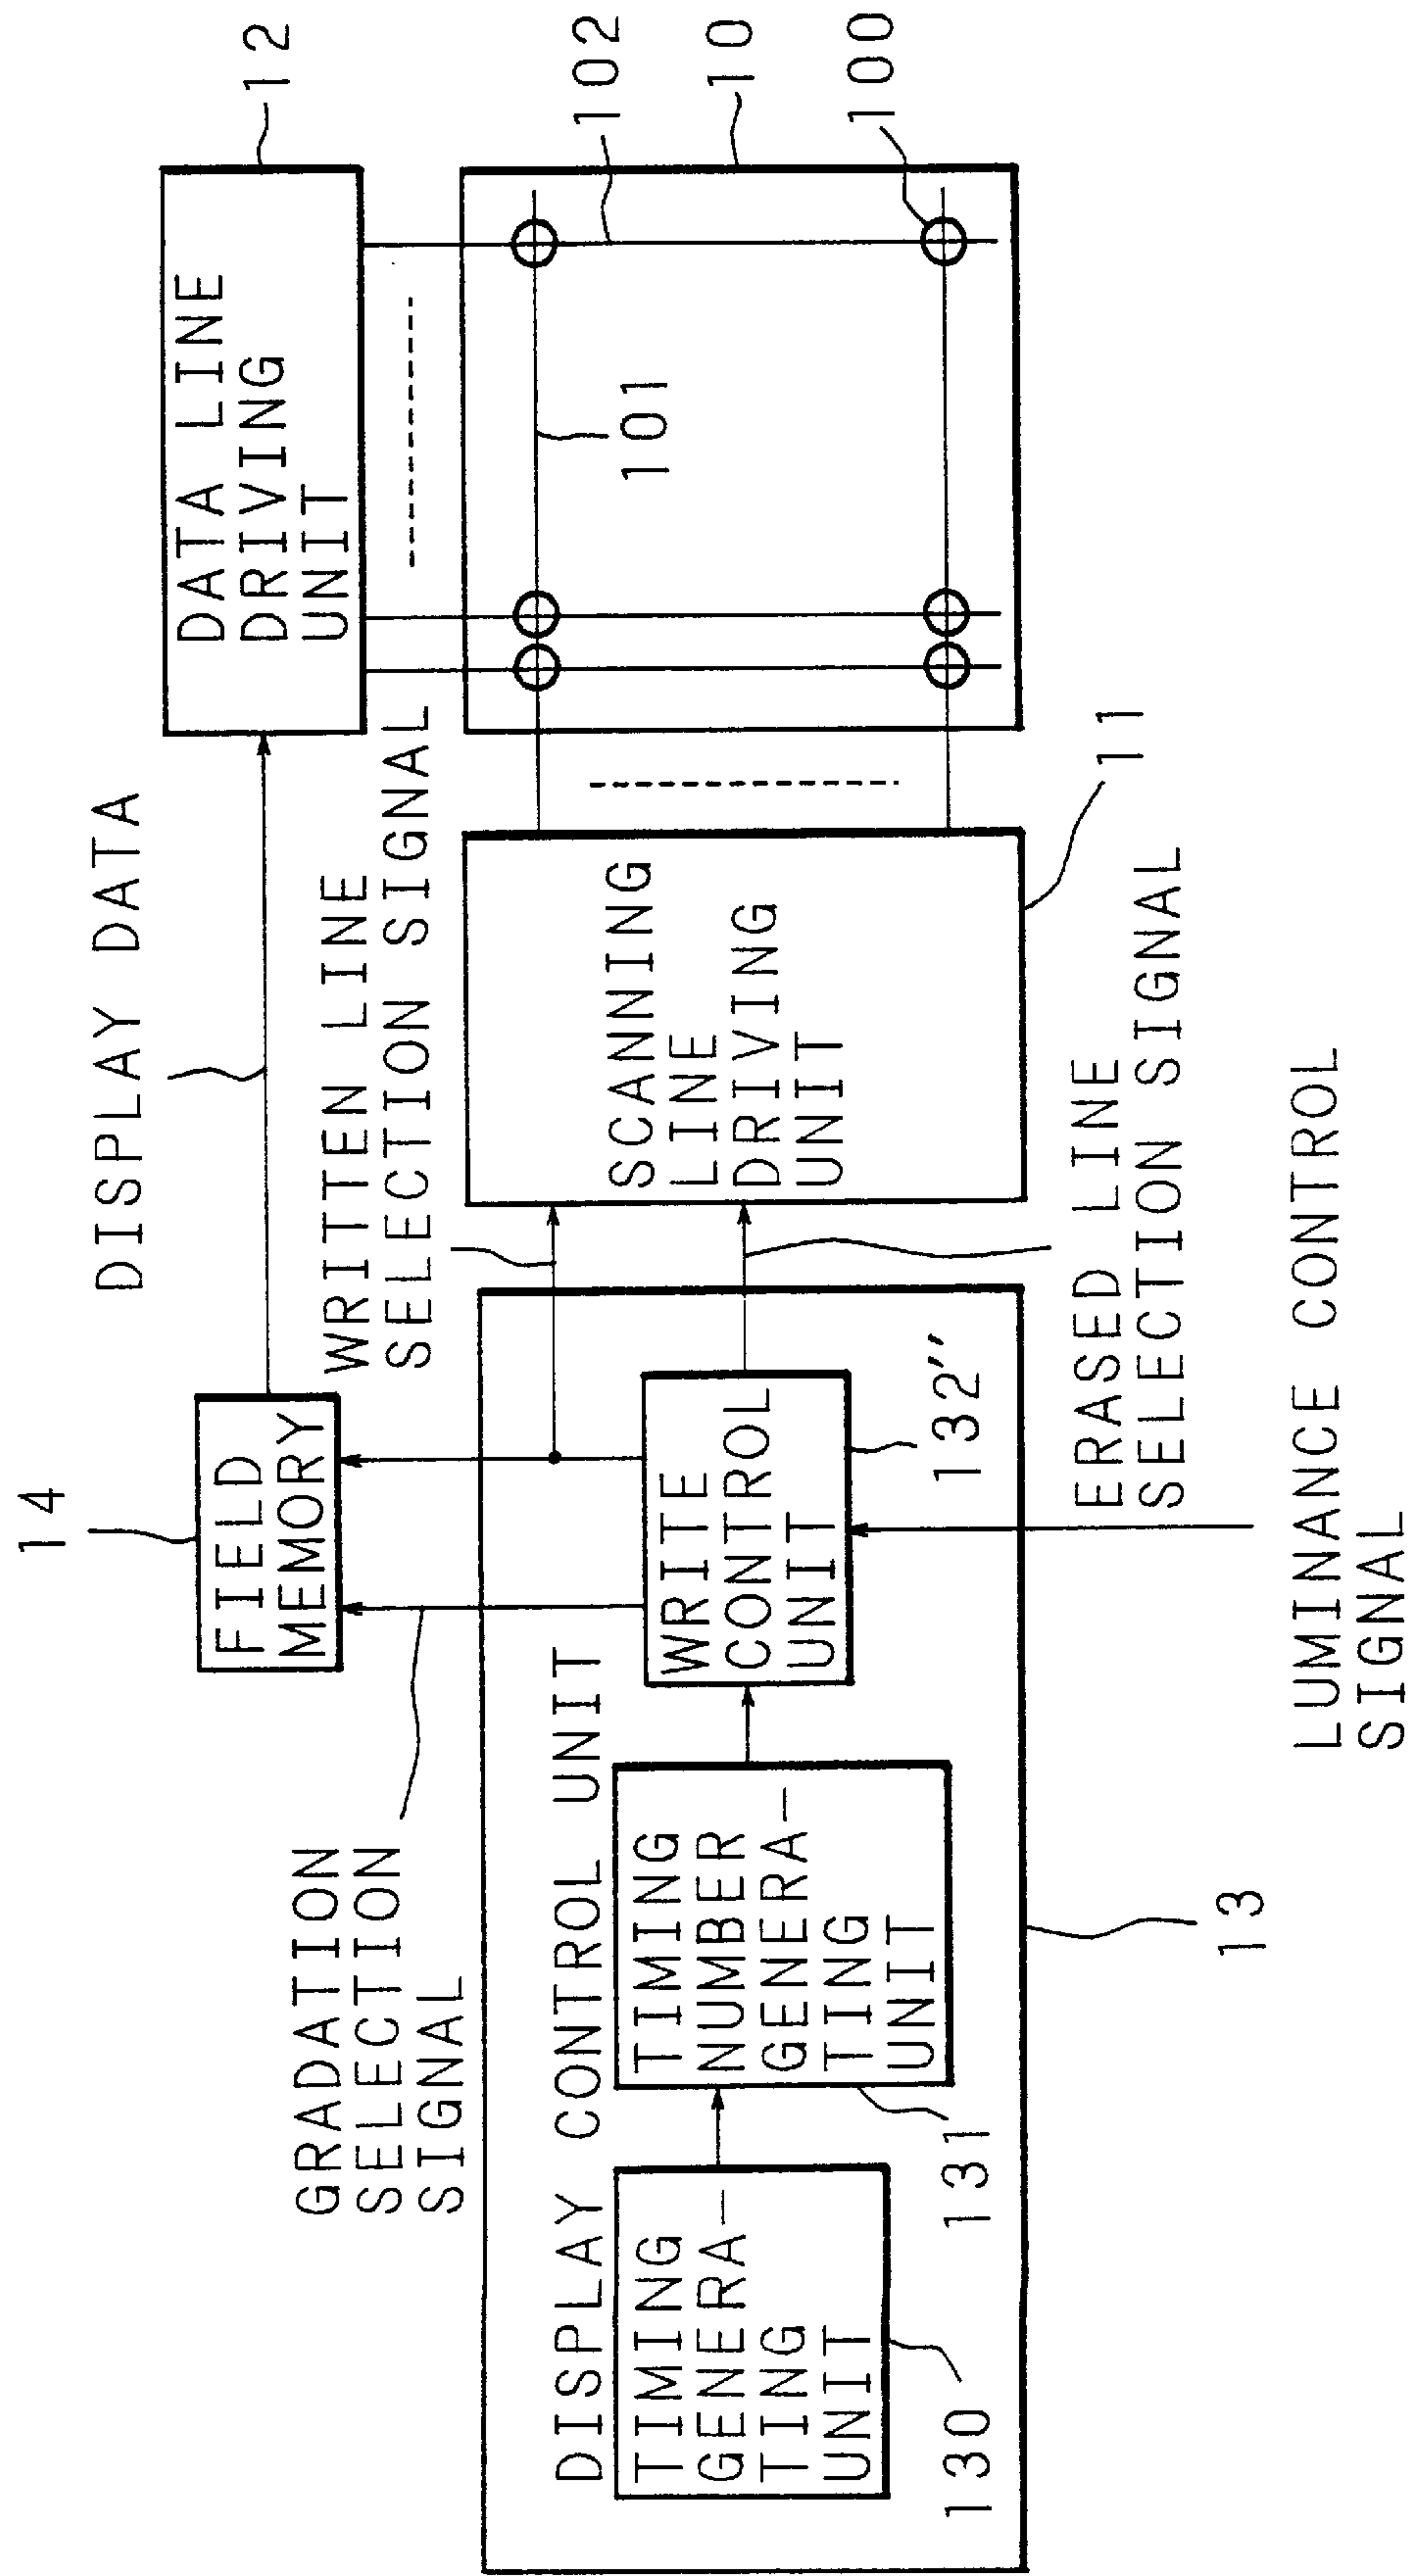 14
FIELD
MEMORY
DISPLAY DATA
DATA LINE
DRIVING
UNIT
12
GRADATION
SELECTION
SIGNAL
WRITTEN LINE
SELECTION SIGNAL
102
10
100
101
DISPLAY CONTROL UNIT
TIMING
GENERA-
TING
UNIT
130
TIMING
NUMBER
GENERA-
TING
UNIT
131
WRITE
CONTROL
UNIT
132''
SCANNING
LINE
DRIVING
UNIT
11
13
ERASED LINE
SELECTION SIGNAL
LUMINANCE CONTROL
SIGNAL